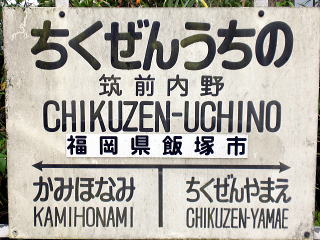 ちくぜんうちの
筑前内野
CHIKUZEN-UCHINO
福岡県飯塚市
かみほなみ ちくぜんやまえ
KAMIHONAMI CHIKUZEN-YAMAE